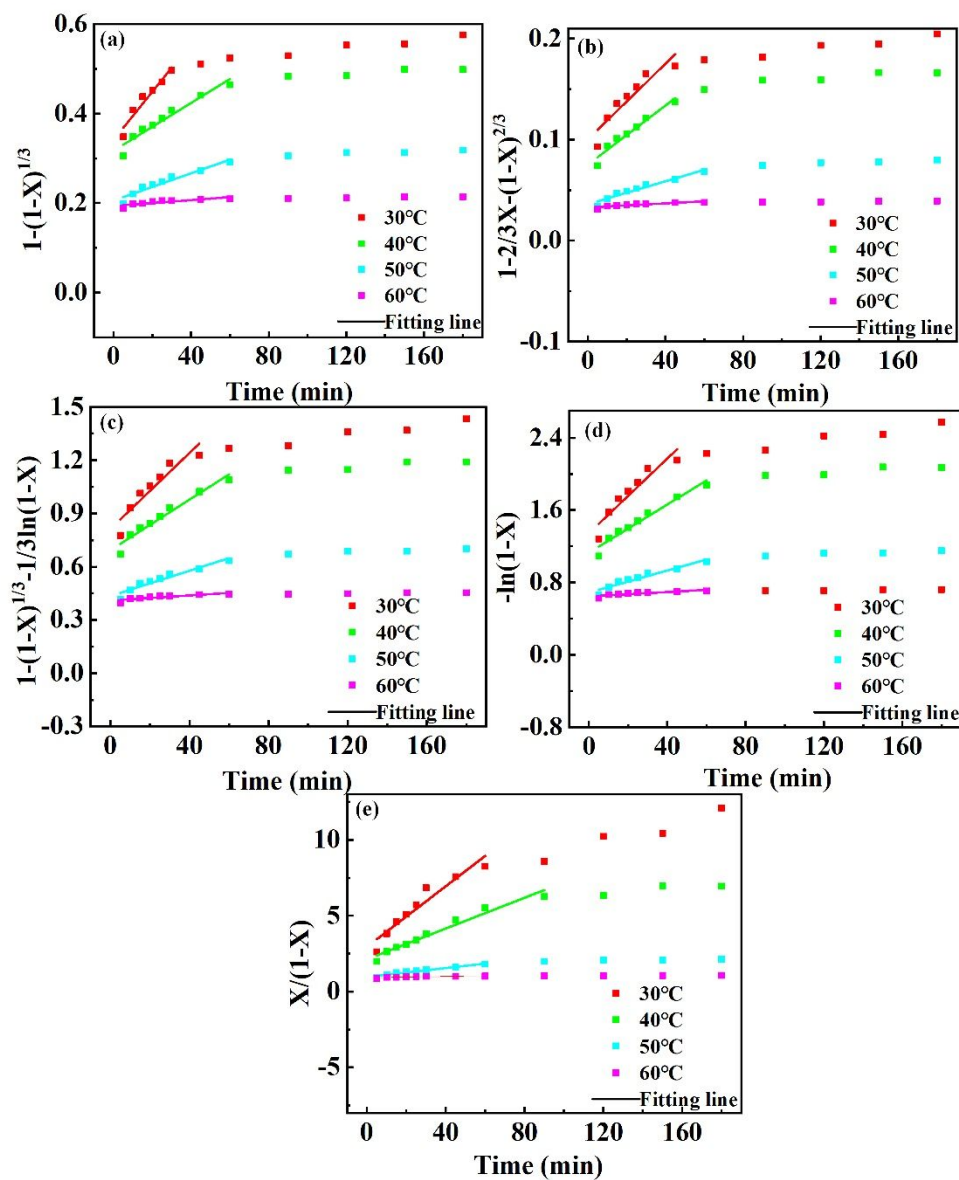 (a)
0.6
0.4
0.2
0.0
1-(1-X)^1/3
30°C
40°C
50°C
60°C
Fitting line
0 40 80 120 160
Time (min)
(b)
0.2
0.1
0.0
-0.1
1-2/3X-(1-X)^2/3
30°C
40°C
50°C
60°C
Fitting line
0 40 80 120 160
Time (min)
(c)
1.5
1.2
0.9
0.6
0.3
0.0
-0.3
1-(1-X)^1/3-1/3ln(1-X)
30°C
40°C
50°C
60°C
Fitting line
0 40 80 120 160
Time (min)
(d)
2.4
1.6
0.8
0.0
-0.8
-ln(1-X)
30°C
40°C
50°C
60°C
Fitting line
0 40 80 120 160
Time (min)
(e)
10
5
0
-5
X/(1-X)
30°C
40°C
50°C
60°C
Fitting line
0 40 80 120 160
Time (min)